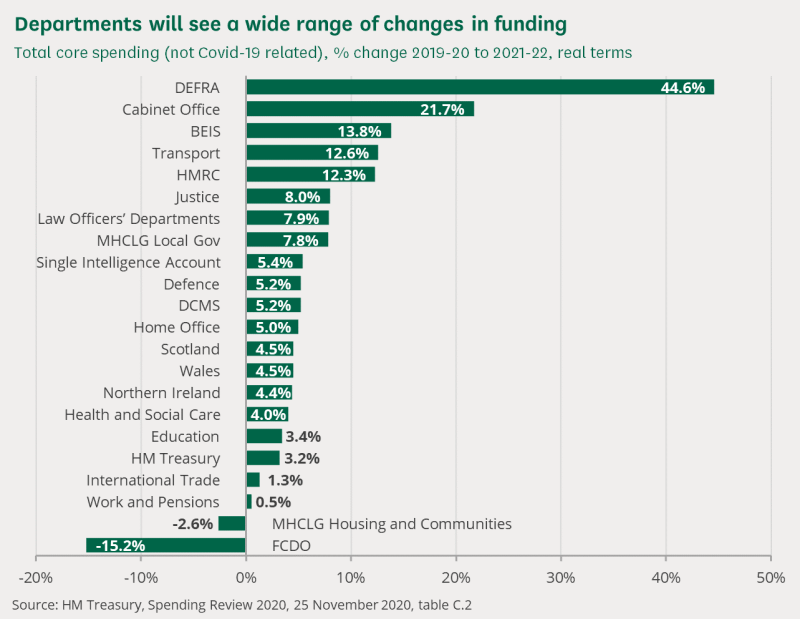 Departments will see a wide range of changes in funding
Total core spending (not Covid-19 related), % change 2019-20 to 2021-22, real terms
DEFRA 44.6%
Cabinet Office 21.7%
BEIS 13.8%
Transport 12.6%
HMRC 12.3%
Justice 8.0%
Law Officers’ Departments 7.9%
MHCLG Local Gov 7.8%
Single Intelligence Account 5.4%
Defence 5.2%
DCMS 5.2%
Home Office 5.0%
Scotland 4.5%
Wales 4.5%
Northern Ireland 4.4%
Health and Social Care 4.0%
Education 3.4%
HM Treasury 3.2%
International Trade 1.3%
Work and Pensions 0.5%
-2.6% MHCLG Housing and Communities
-15.2% FCDO
-20% -10% 0% 10% 20% 30% 40% 50%
Source: HM Treasury, Spending Review 2020, 25 November 2020, table C.2